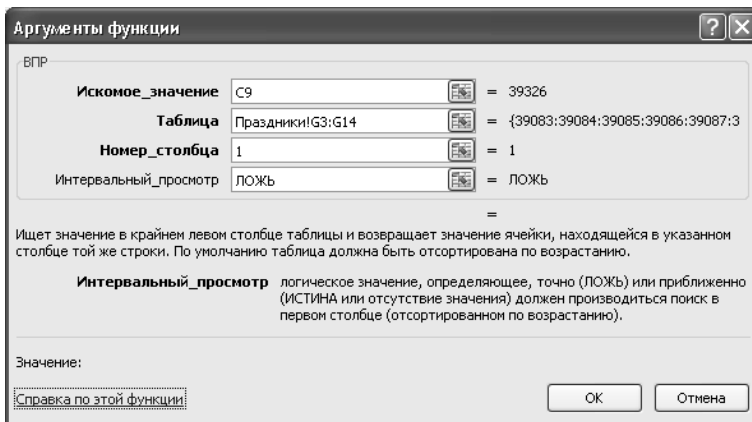 Аргументы функции
ВПР
Искомое_значение C9 = 39326
Таблица Праздники!G3:G14 = {39083:39084:39085:39086:39087:3
Номер_столбца 1 = 1
Интервальный_просмотр ЛОЖЬ = ЛОЖЬ
=
Ищет значение в крайнем левом столбце таблицы и возвращает значение ячейки, находящейся в указанном
столбце той же строки. По умолчанию таблица должна быть отсортирована по возрастанию.
Интервальный_просмотр логическое значение, определяющее, точно (ЛОЖЬ) или приближенно
(ИСТИНА или отсутствие значения) должен производиться поиск в
первом столбце (отсортированном по возрастанию).
Значение:
Справка по этой функции
ОК Отмена